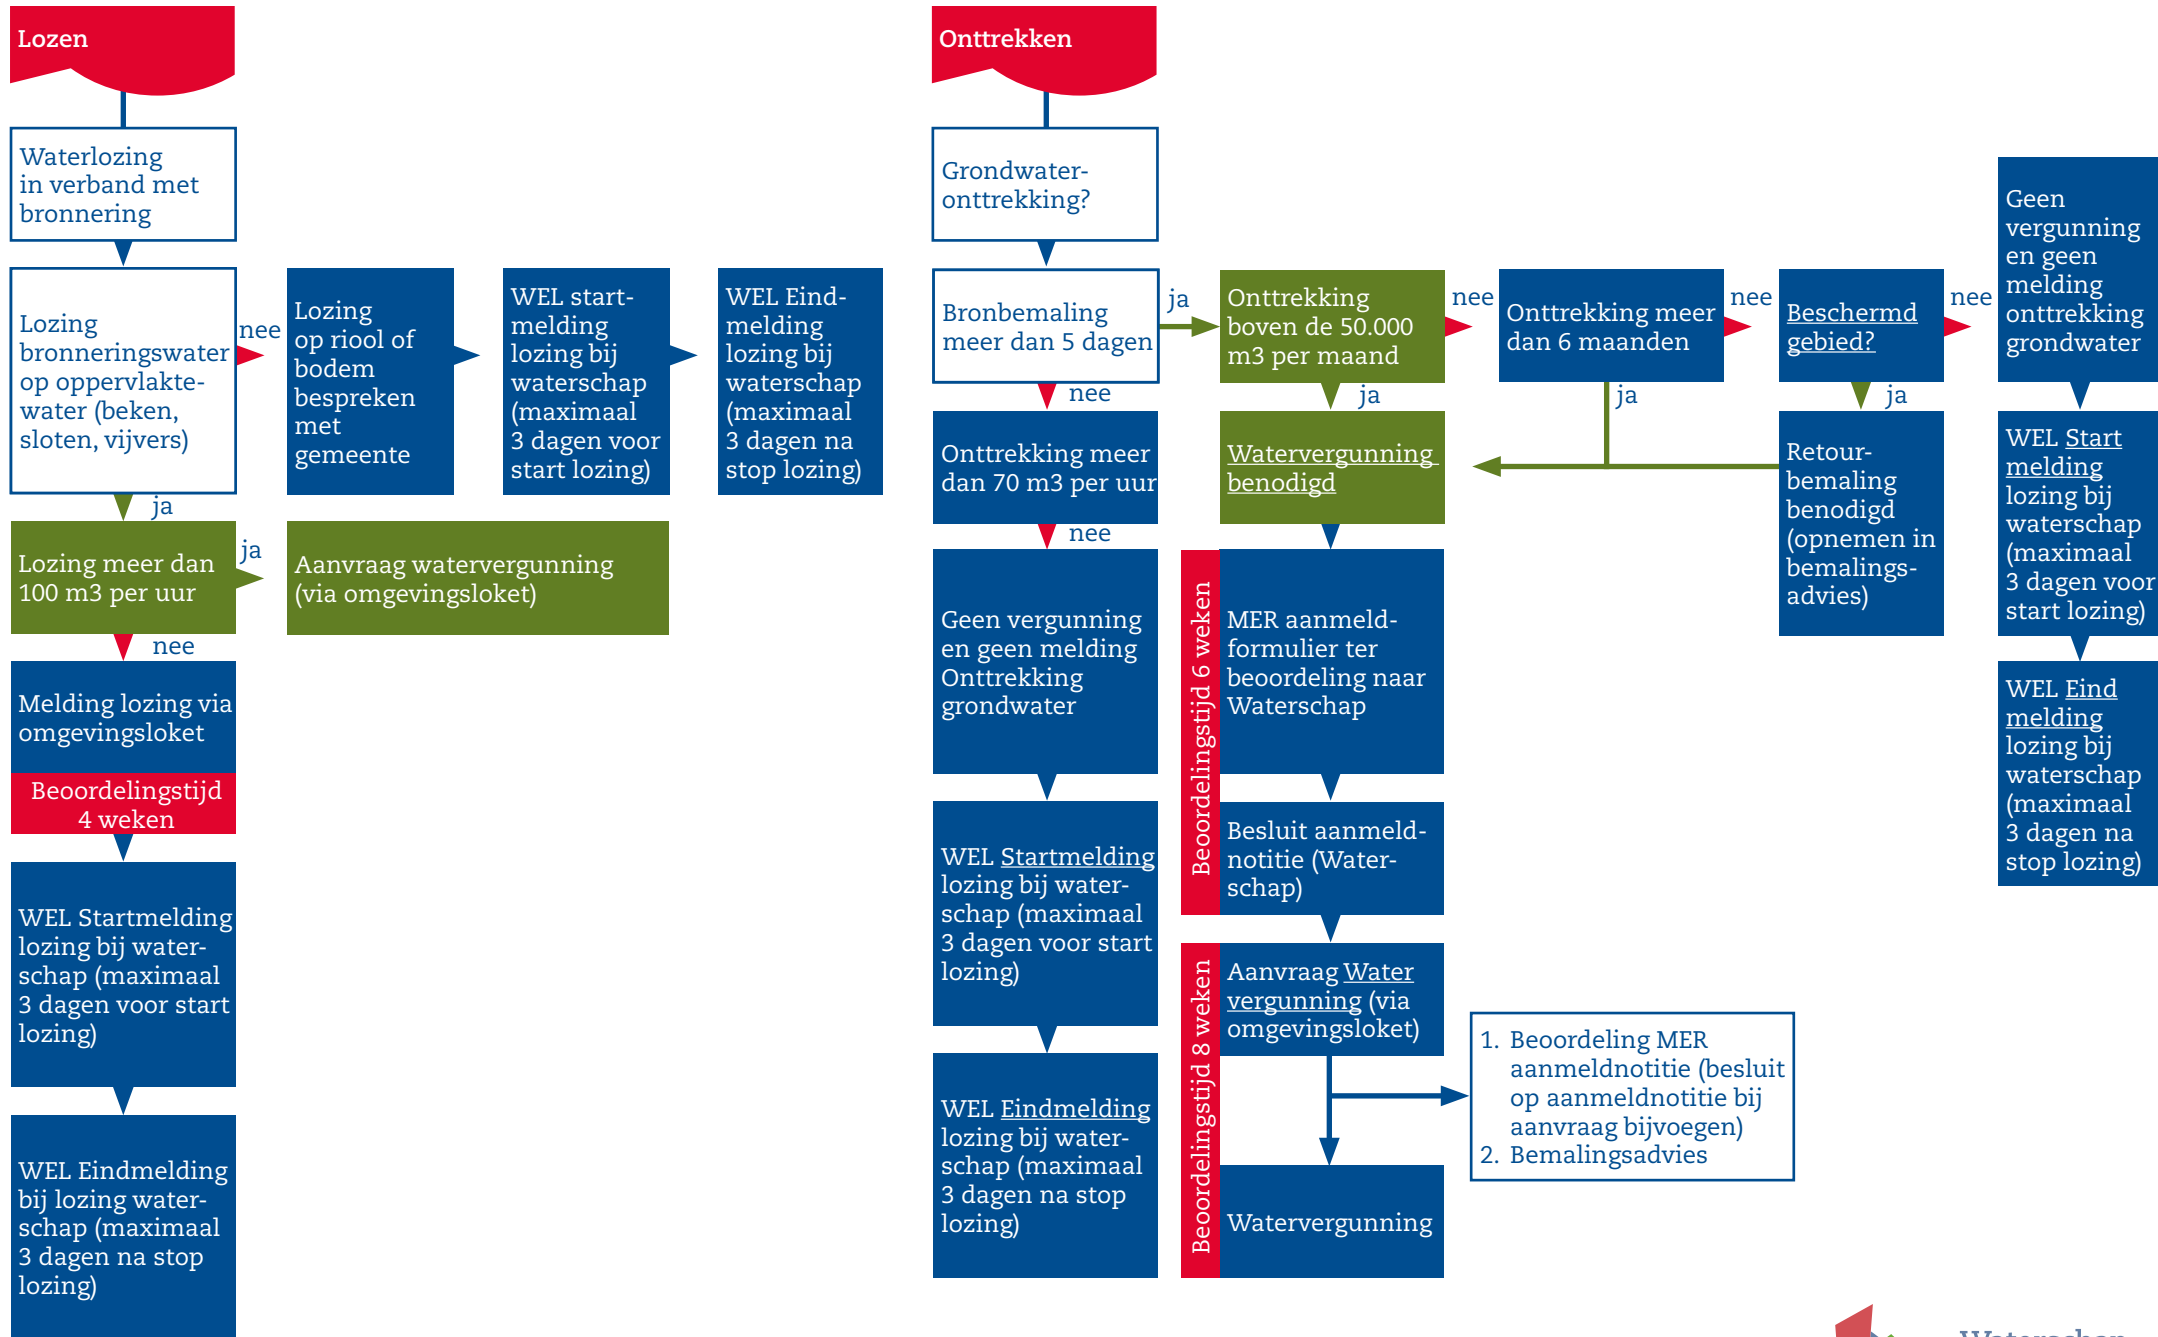 Lozen
Waterlozing
in verband met
bronnering
Lozing
bronneringswater
op oppervlakte-
water (beken,
sloten, vijvers)
nee
Lozing
op riool of
bodem
bespreken
met
gemeente
WEL start-
melding
lozing bij
waterschap
(maximaal
3 dagen voor
start lozing)
WEL Eind-
melding
lozing bij
waterschap
(maximaal
3 dagen na
stop lozing)
ja
Lozing meer dan
100 m3 per uur
ja
Aanvraag watervergunning
(via omgevingsloket)
nee
Melding lozing via
omgevingsloket
Beoordelingstijd
4 weken
WEL Startmelding
lozing bij water-
schap (maximaal
3 dagen voor start
lozing)
WEL Eindmelding
bij lozing water-
schap (maximaal
3 dagen na stop
lozing)
Onttrekken
Grondwater-
onttrekking?
Bronbemaling
meer dan 5 dagen
ja
nee
Onttrekking meer
dan 70 m3 per uur
nee
Geen vergunning
en geen melding
Onttrekking
grondwater
WEL Startmelding
lozing bij water-
schap (maximaal
3 dagen voor start
lozing)
WEL Eindmelding
lozing bij water-
schap (maximaal
3 dagen na stop
lozing)
Onttrekking
boven de 50.000
m3 per maand
nee
ja
Watervergunning
benodigd
Beoordelingstijd 6 weken
MER aanmeld-
formulier ter
beoordeling naar
Waterschap
Besluit aanmeld-
notitie (Water-
schap)
Beoordelingstijd 8 weken
Aanvraag Water
vergunning (via
omgevingsloket)
1. Beoordeling MER
aanmeldnotitie (besluit
op aanmeldnotitie bij
aanvraag bijvoegen)
2. Bemalingsadvies
Watervergunning
Onttrekking meer
dan 6 maanden
nee
ja
Beschermd
gebied?
nee
ja
Retour-
bemaling
benodigd
(opnemen in
bemalings-
advies)
Geen
vergunning
en geen
melding
onttrekking
grondwater
WEL Start
melding
lozing bij
waterschap
(maximaal
3 dagen voor
start lozing)
WEL Eind
melding
lozing bij
waterschap
(maximaal
3 dagen na
stop lozing)